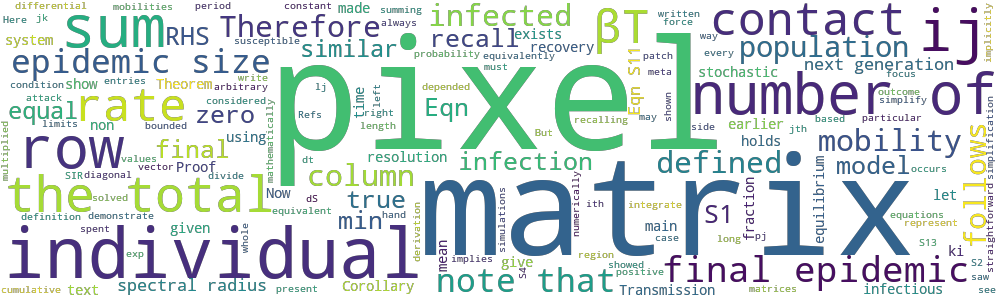 Here jk period constant summing
differential mobilities made always
cumulative
sum Therefore infected βT contact ij
written force way
RHS recall exists recovery population
susceptible
probability every patch
system similar equivalently next generation implicitly
epidemic size
Theorem write condition
must meta
stochastic
show entries arbitrary
number of
Eqn S11
equal rate zero Eqn lj focus outcome
attack considered depended
recalling simplify
non using left may shown
row final time Refs But jth based particular
multiplied limits bounded vector Proof length right side mobility
resolution holds follows
infection defined
mathematically
pixel
column model occurs
values diagonal SIR dt
the total true S1 let
solved Now divide
definition equivalent min fraction equilibrium hand
demonstrate given main S13
spent whole case ki equations represent
individual matrix
exp dS mean ith integrate
implies region long pj S2
present derivation S4 showed give matrices saw
text spectral radius note that final epidemic
Corollary infectious
simulations numerically positive
Transmission see
simplification straightforward